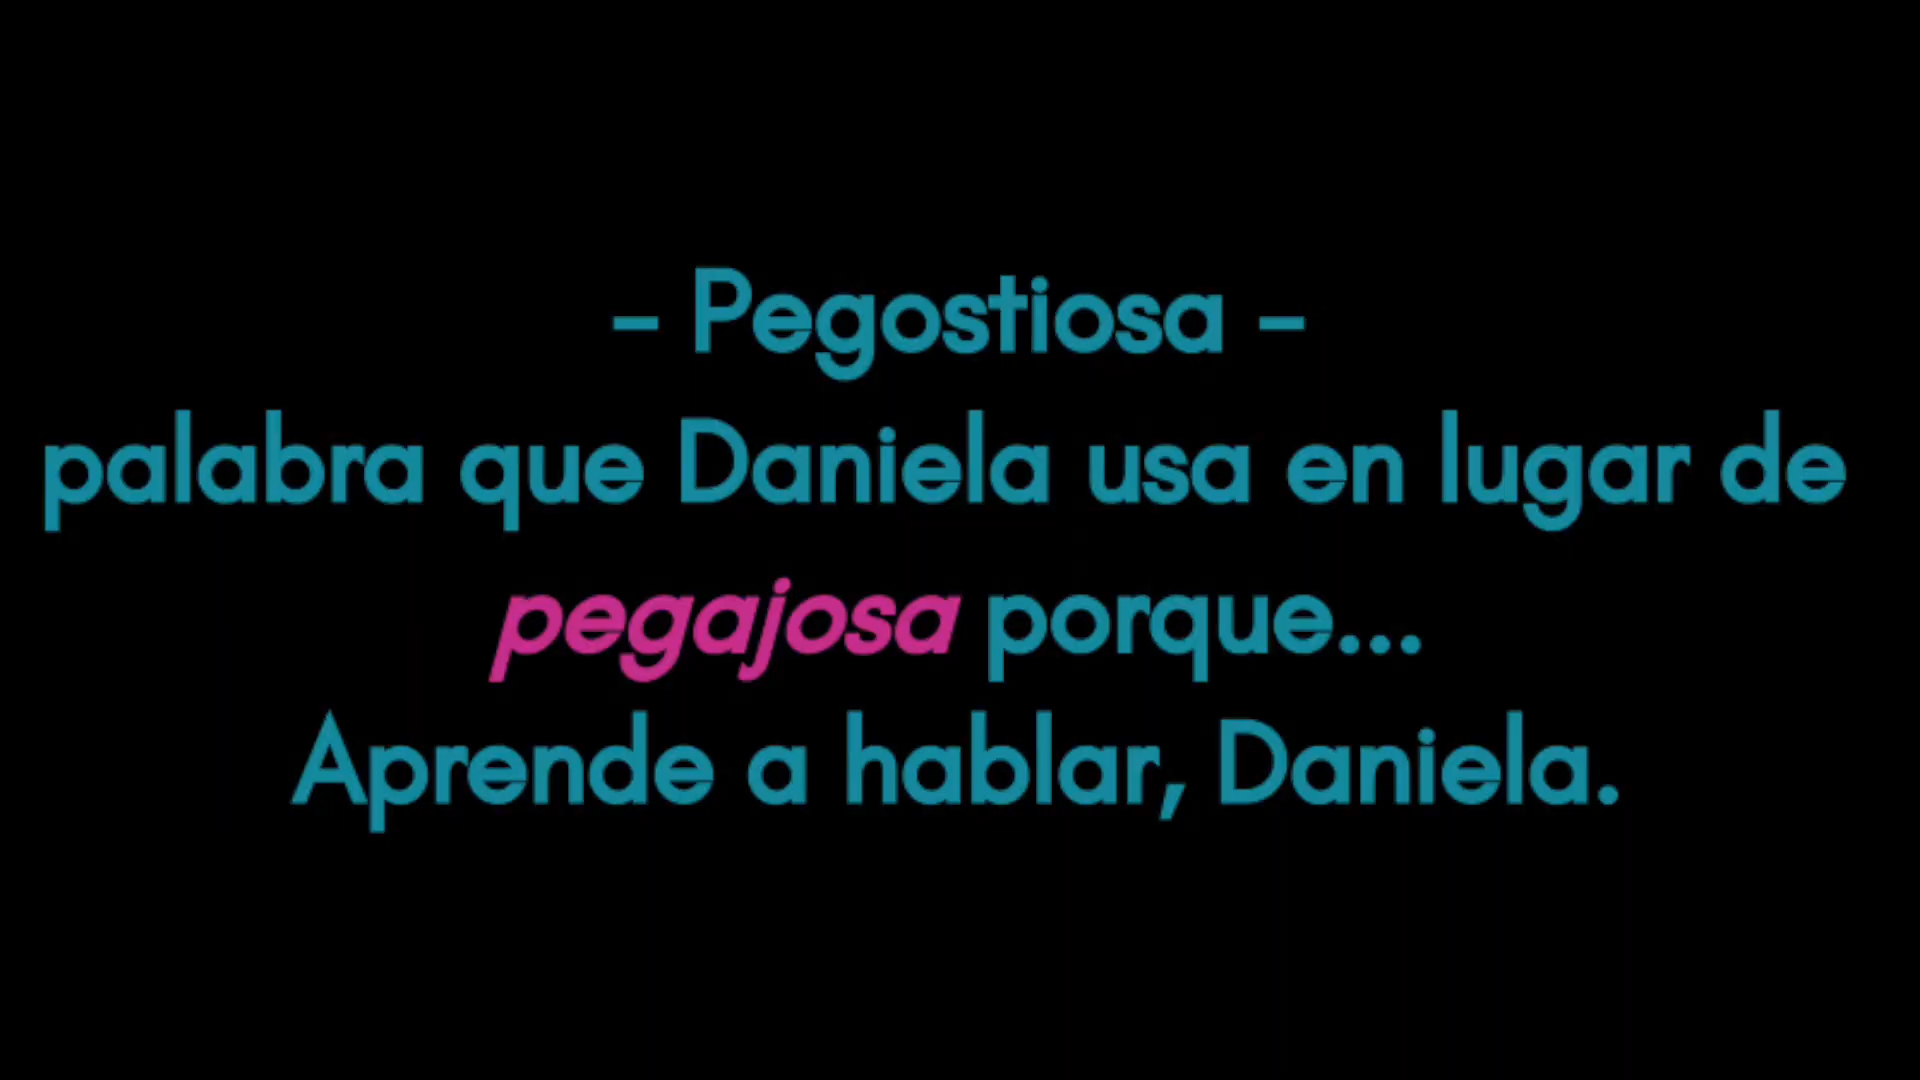 - Pegostiosa -
palabra que Daniela usa en lugar de
pegajosa porque...
Aprende a hablar, Daniela.